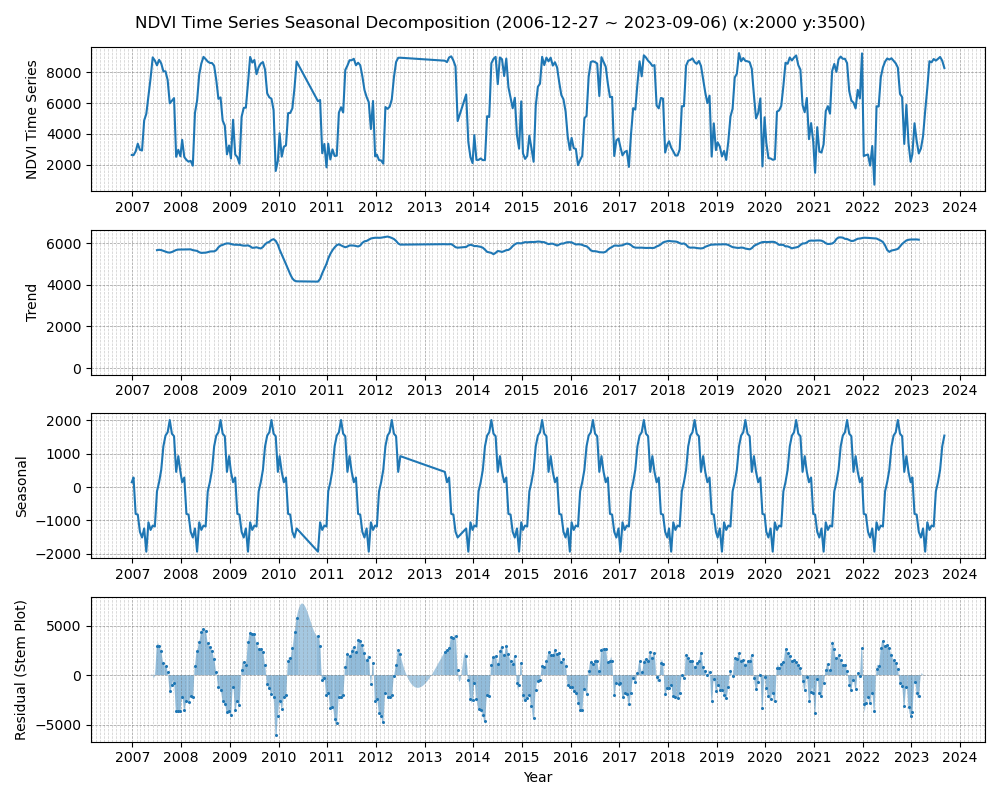 NDVI Time Series Seasonal Decomposition (2006-12-27 ~ 2023-09-06) (x:2000 y:3500)
NDVI Time Series
8000
6000
4000
2000
2007 2008 2009 2010 2011 2012 2013 2014 2015 2016 2017 2018 2019 2020 2021 2022 2023 2024
Trend
6000
4000
2000
0
2007 2008 2009 2010 2011 2012 2013 2014 2015 2016 2017 2018 2019 2020 2021 2022 2023 2024
Seasonal
2000
1000
0
−1000
−2000
2007 2008 2009 2010 2011 2012 2013 2014 2015 2016 2017 2018 2019 2020 2021 2022 2023 2024
Residual (Stem Plot)
5000
0
−5000
2007 2008 2009 2010 2011 2012 2013 2014 2015 2016 2017 2018 2019 2020 2021 2022 2023 2024
Year